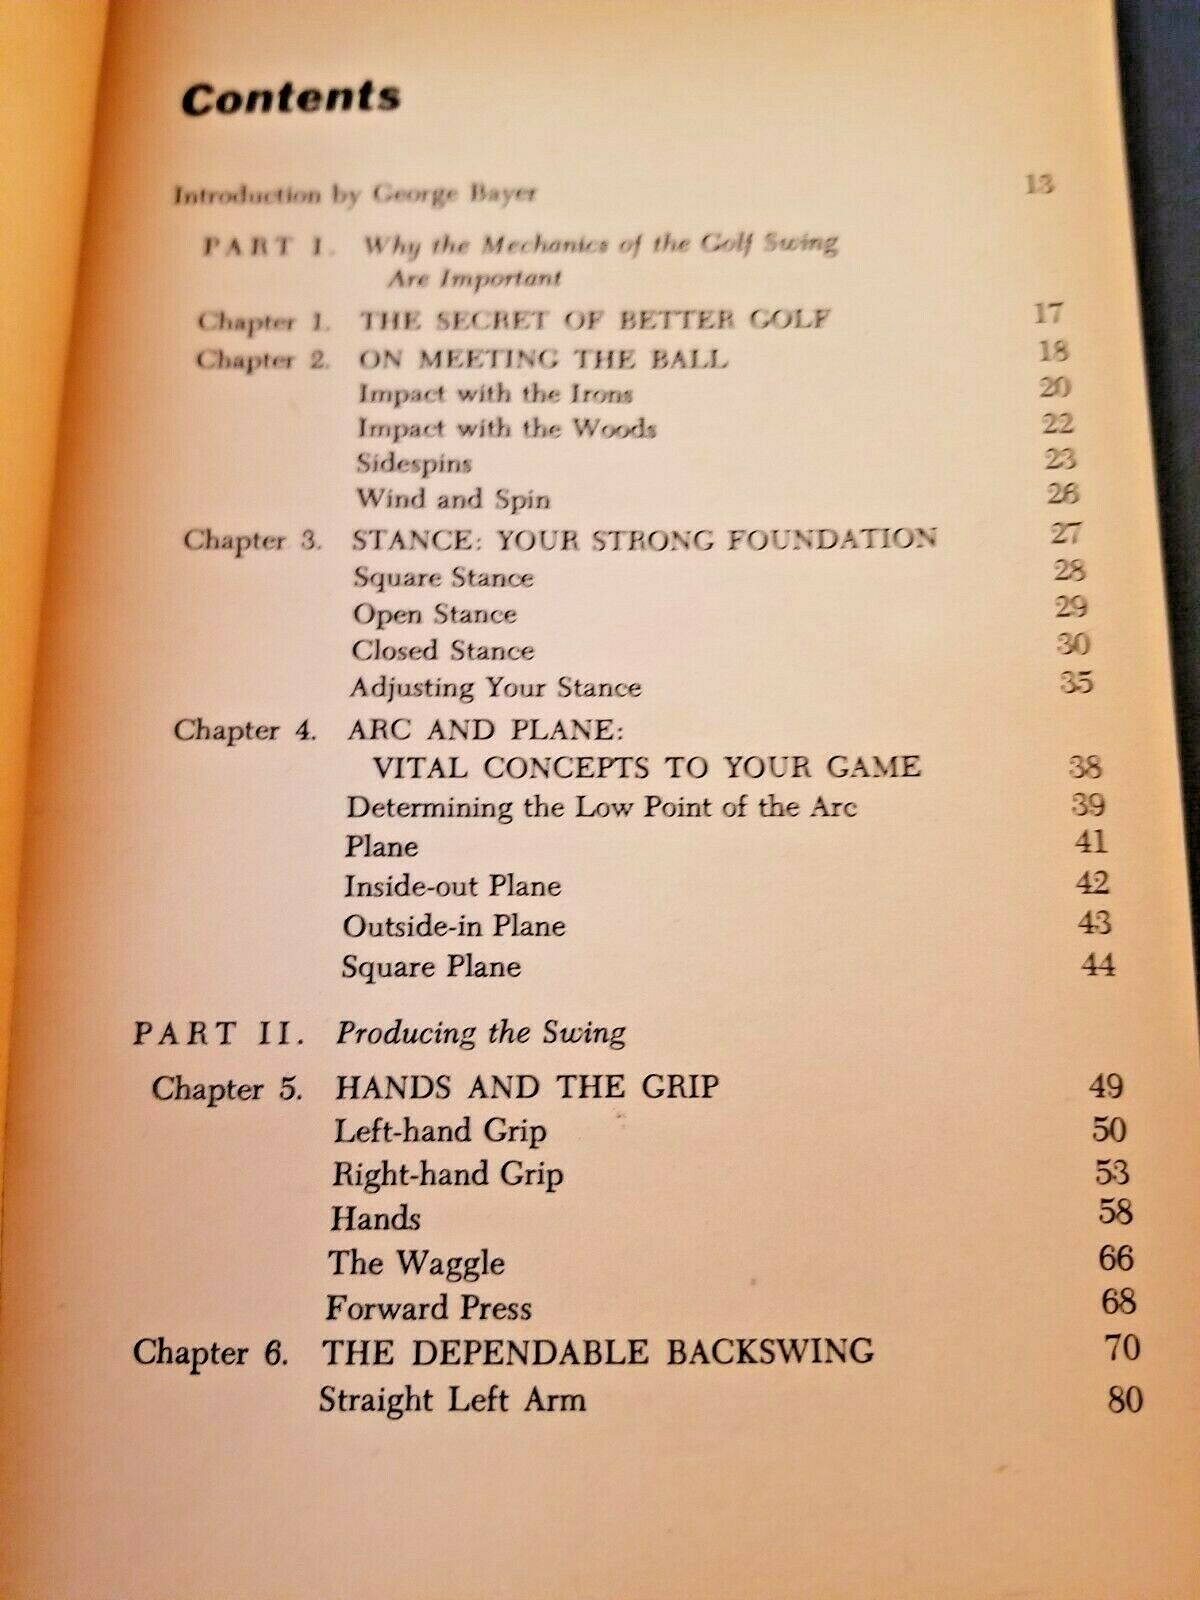 Contents
Introduction by George Bayer 13
PART I. Why the Mechanics of the Golf Swing
Are Important
Chapter 1. THE SECRET OF BETTER GOLF 17
Chapter 2. ON MEETING THE BALL 18
Impact with the Irons 20
Impact with the Woods 22
Sidespins 23
Wind and Spin 26
Chapter 3. STANCE: YOUR STRONG FOUNDATION 27
Square Stance 28
Open Stance 29
Closed Stance 30
Adjusting Your Stance 35
Chapter 4. ARC AND PLANE:
VITAL CONCEPTS TO YOUR GAME 38
Determining the Low Point of the Arc 39
Plane 41
Inside-out Plane 42
Outside-in Plane 43
Square Plane 44
PART II. Producing the Swing
Chapter 5. HANDS AND THE GRIP 49
Left-hand Grip 50
Right-hand Grip 53
Hands 58
The Waggle 66
Forward Press 68
Chapter 6. THE DEPENDABLE BACKSWING 70
Straight Left Arm 80